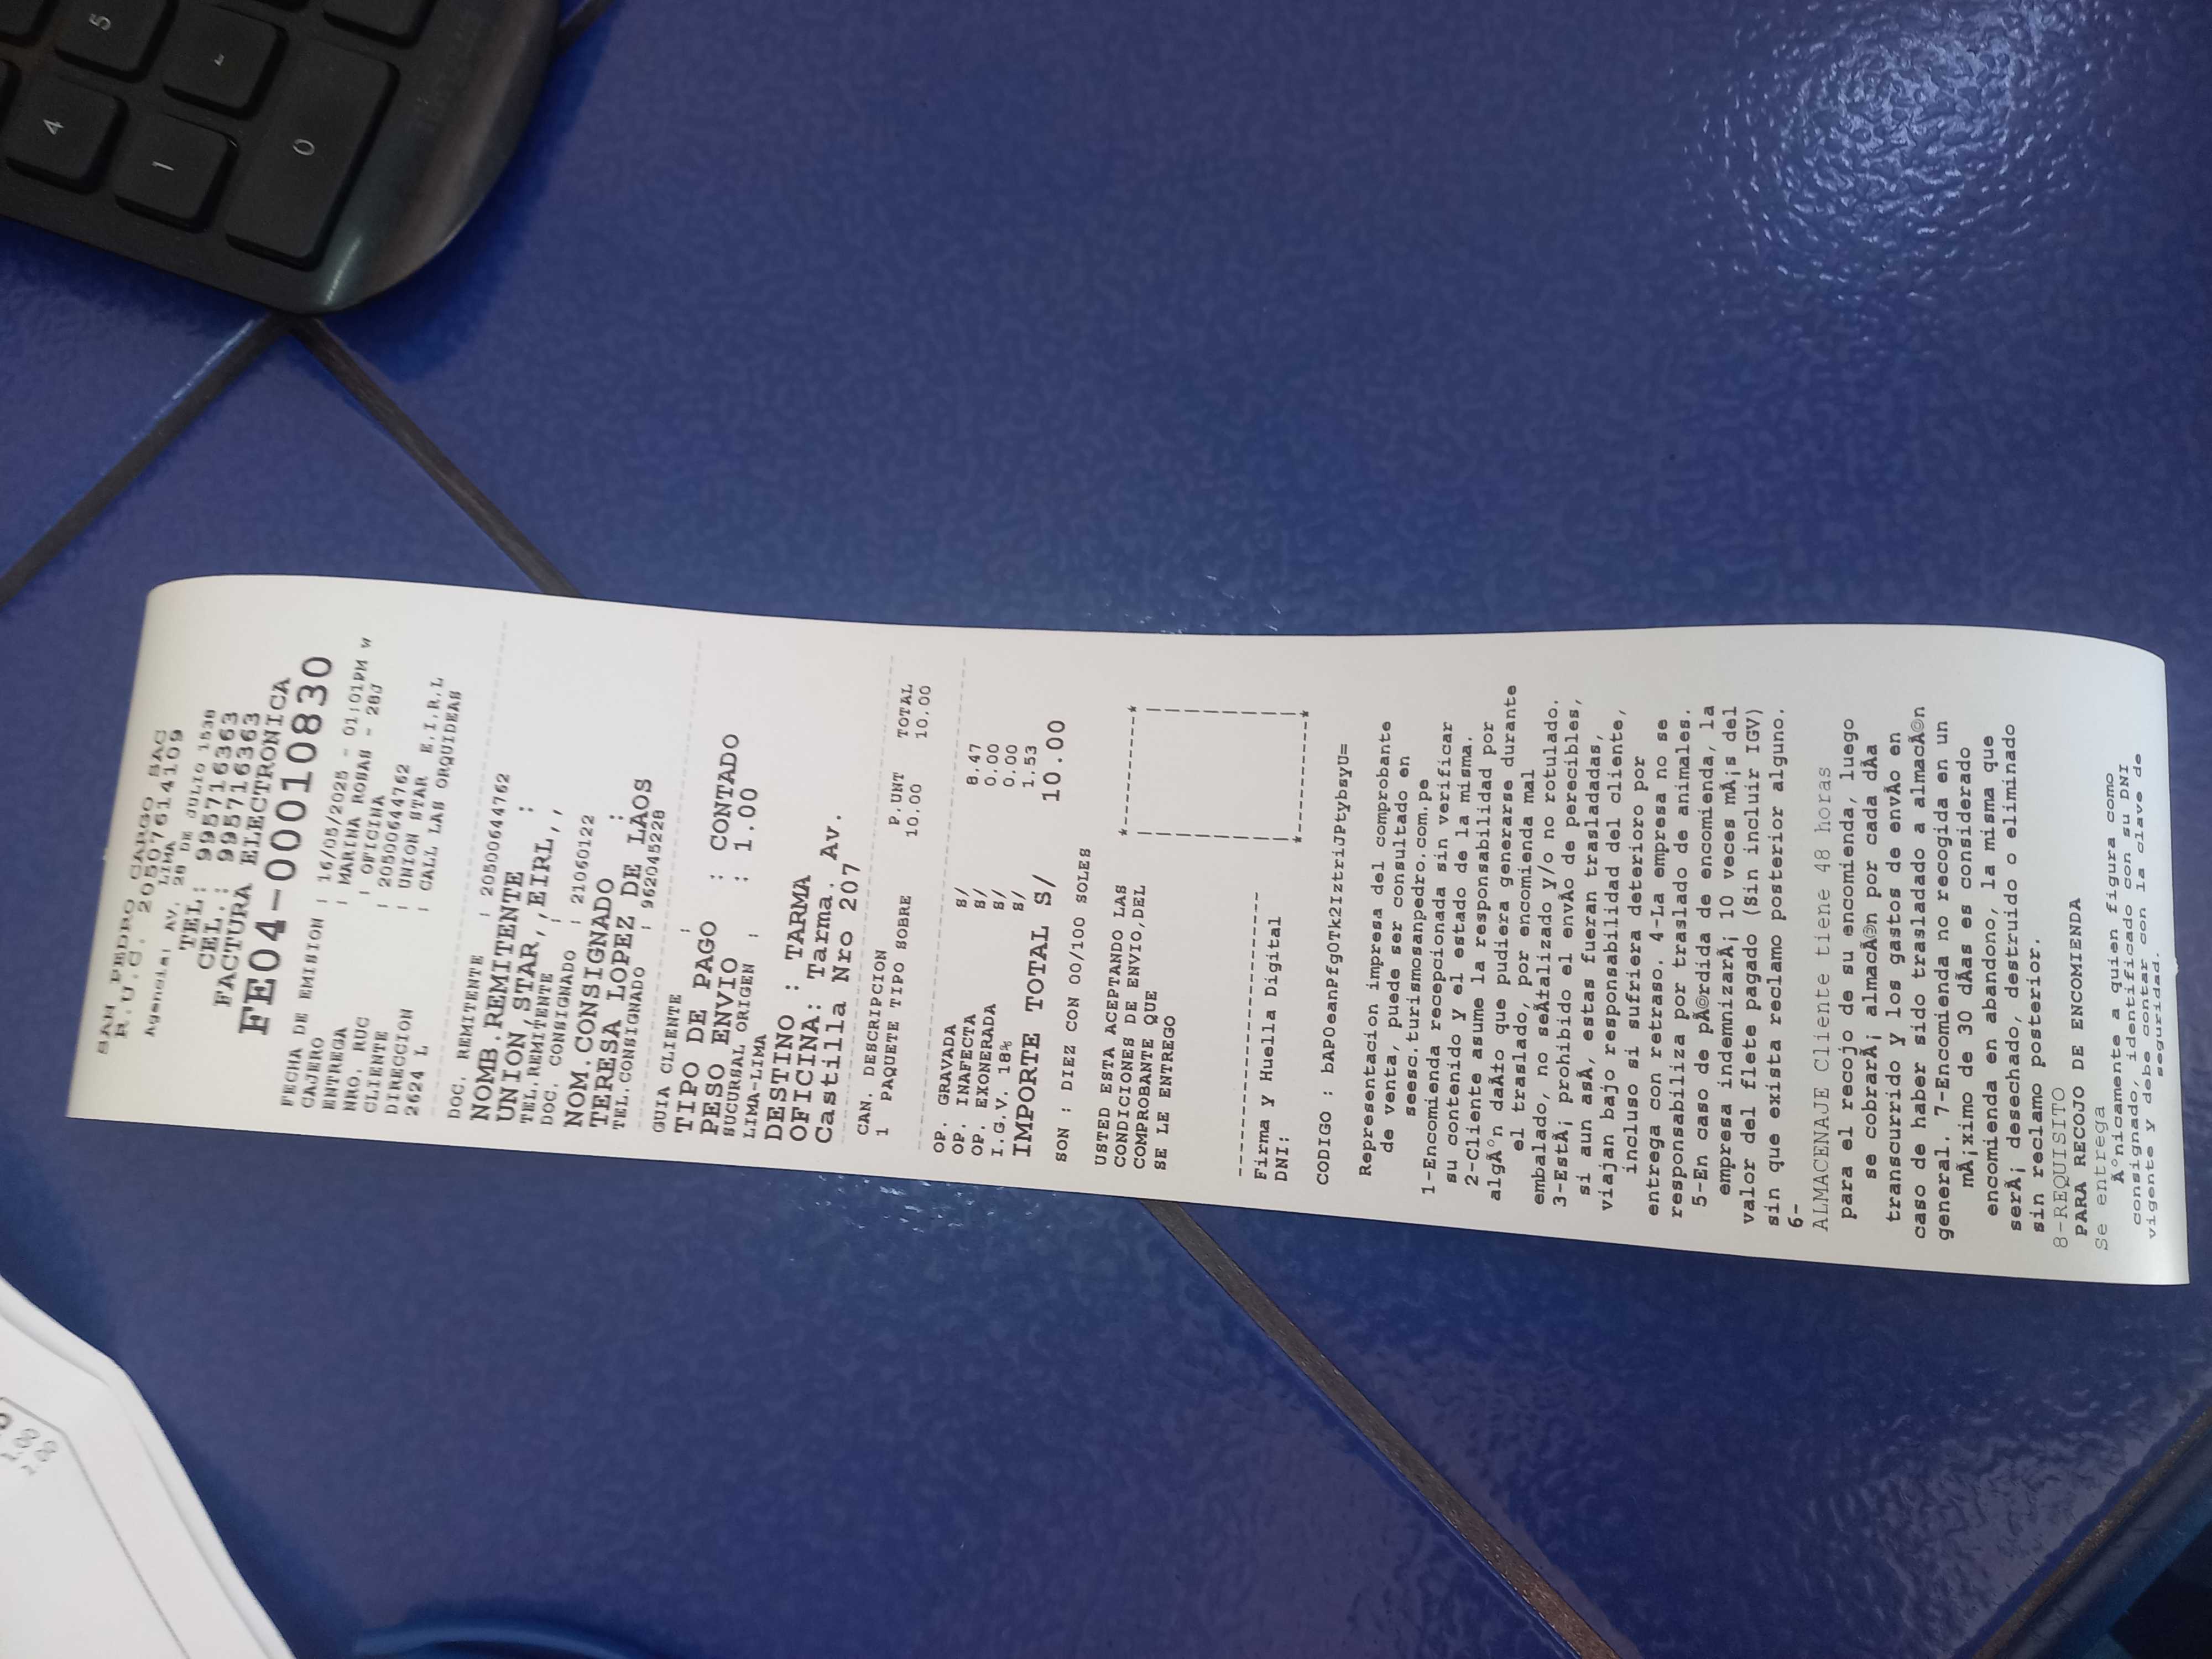 SAN PEDRO CARGO SAC
R.U.C. 20507614109
LIMA
Agencia: AV. 28 DE JULIO 1538
TEL: 995716363
CEL: 995716363
FACTURA ELECTRONICA
FE04-00010830
FECHA DE EMISION : 16/05/2025 - 01:01PM w
CAJERO : MARINA ROSAS - 28J
ENTREGA : OFICINA
NRO. RUC : 20500644762
CLIENTE : UNION STAR E.I.R.L
DIRECCION : CALL LAS ORQUIDEAS
2624 L
DOC. REMITENTE : 20500644762
NOMB.REMITENTE :
UNION,STAR,,EIRL,,
TEL.REMITENTE :
DOC. CONSIGNADO : 21060122
NOM.CONSIGNADO :
TERESA LOPEZ DE LAOS
TEL.CONSIGNADO : 962045228
GUIA CLIENTE :
TIPO DE PAGO : CONTADO
PESO ENVIO : 1.00
SUCURSAL ORIGEN :
LIMA-LIMA
DESTINO : TARMA
OFICINA: Tarma. Av.
Castilla Nro 207
CAN. DESCRIPCION P.UNT TOTAL
1 PAQUETE TIPO SOBRE 10.00 10.00
OP. GRAVADA S/ 8.47
OP. INAFECTA S/ 0.00
OP. EXONERADA S/ 0.00
I.G.V. 18% S/ 1.53
IMPORTE TOTAL S/ 10.00
SON : DIEZ CON 00/100 SOLES
USTED ESTA ACEPTANDO LAS
CONDICIONES DE ENVIO,DEL
COMPROBANTE QUE
SE LE ENTREGO
Firma y Huella Digital
DNI:
CODIGO : bAP0eanPfgOTk2IztriJPtybsyU=
Representacion impresa del comprobante
de venta, puede ser consultado en
seesc.turismosanpedro.com.pe
1-Encomienda recepcionada sin verificar
su contenido y el estado de la misma.
2-Cliente asume la responsabilidad por
algÃºn daÃ±o que pudiera generarse durante
el traslado, por encomienda mal
embalado, no seÃ±alizado y/o no rotulado.
3-EstÃ¡ prohibido el envÃo de perecibles,
si aun asÃ, estas fueran trasladadas,
viajan bajo responsabilidad del cliente,
incluso si sufriera deterioro por
entrega con retraso. 4-La empresa no se
responsabiliza por traslado de animales.
5-En caso de pÃ©rdida de encomienda, la
empresa indemnizarÃ¡ 10 veces mÃ¡s del
valor del flete pagado (Sin incluir IGV)
sin que exista reclamo posterior alguno.
6-
ALMACENAJE Cliente tiene 48 horas
para el recojo de su encomienda, luego
se cobrarÃ¡ almacÃ©n por cada dÃa
transcurrido y los gastos de envÃo en
caso de haber sido trasladado a almacÃ©n
general. 7-Encomienda no recogida en un
mÃ¡ximo de 30 dÃas es considerado
encomienda en abandono, la misma que
serÃ¡ desechado, destruido o eliminado
sin reclamo posterior.
8-REQUISITO
PARA RECOJO DE ENCOMIENDA
Se entrega
Ãºnicamente a quien figura como
consignado, identificado con su DNI
vigente y debe contar con la clave de
seguridad.
5
4
1
0
1.00
2.00